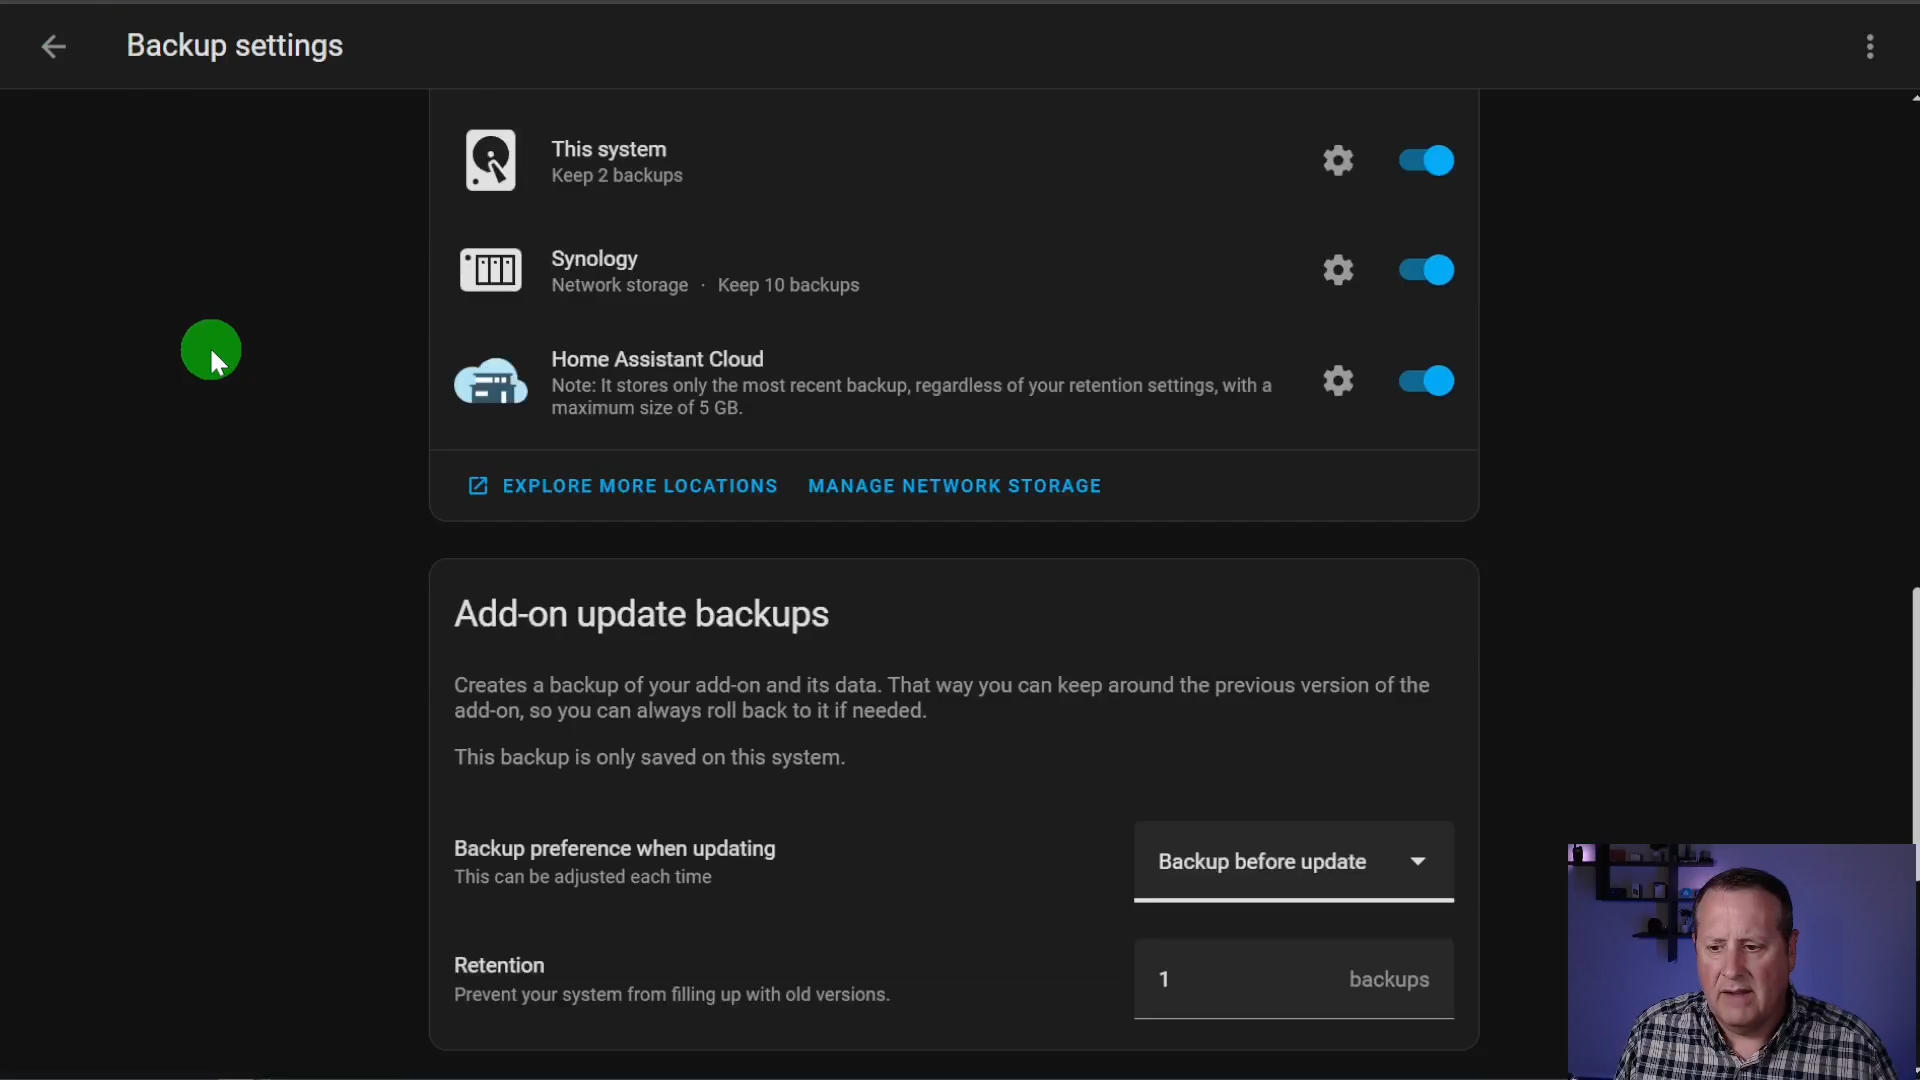 Backup settings
This system
Keep 2 backups
Synology
Network storage · Keep 10 backups
Home Assistant Cloud
Note: It stores only the most recent backup, regardless of your retention settings, with a
maximum size of 5 GB.
EXPLORE MORE LOCATIONS MANAGE NETWORK STORAGE
Add-on update backups
Creates a backup of your add-on and its data. That way you can keep around the previous version of the
add-on, so you can always roll back to it if needed.
This backup is only saved on this system.
Backup preference when updating
This can be adjusted each time
Backup before update
Retention
Prevent your system from filling up with old versions.
1 backups